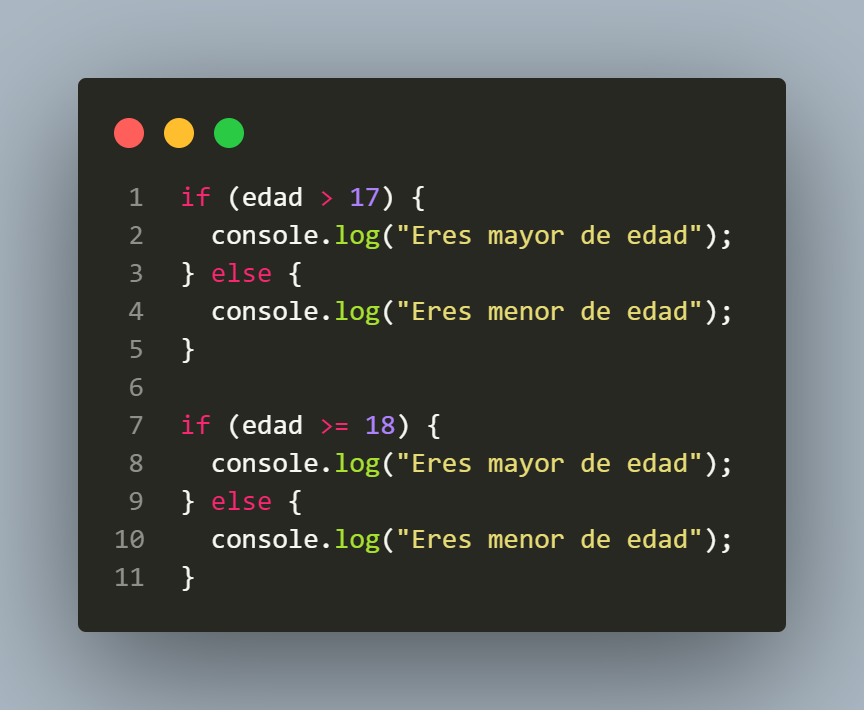 1 if (edad > 17) {
2   console.log("Eres mayor de edad");
3 } else {
4   console.log("Eres menor de edad");
5 }
6
7 if (edad >= 18) {
8   console.log("Eres mayor de edad");
9 } else {
10   console.log("Eres menor de edad");
11 }